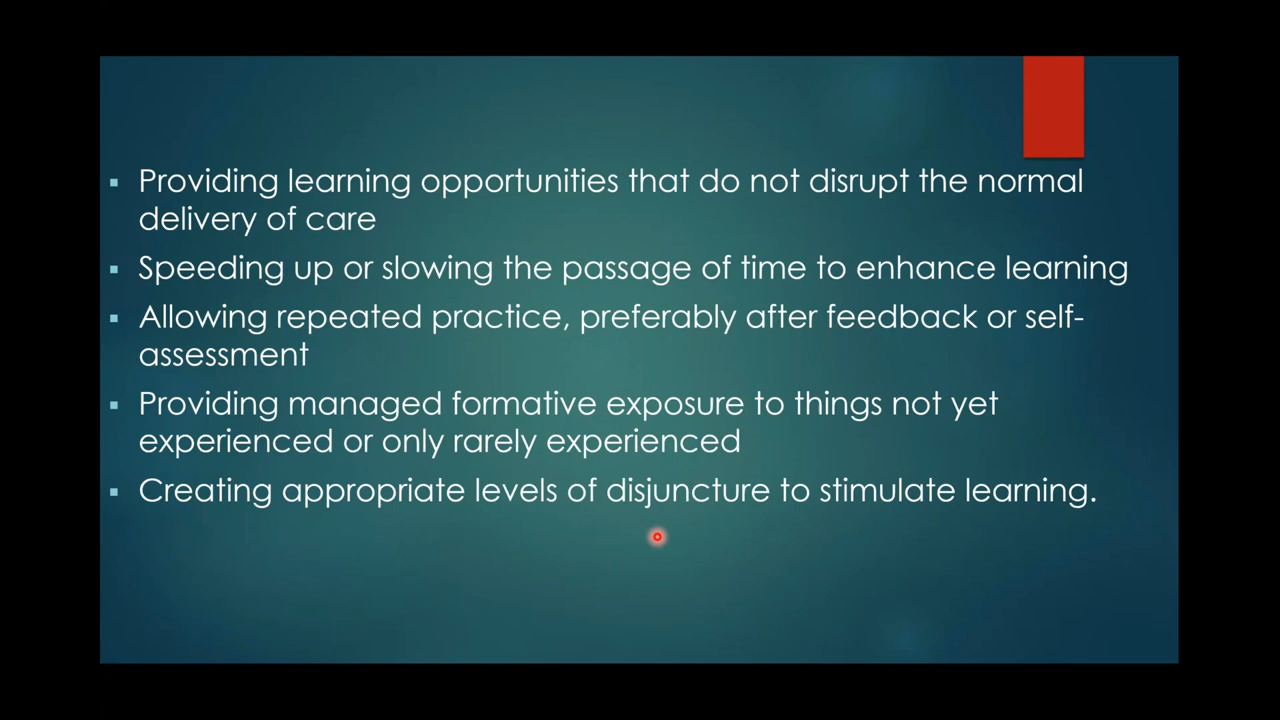 ▪ Providing learning opportunities that do not disrupt the normal
delivery of care
▪ Speeding up or slowing the passage of time to enhance learning
▪ Allowing repeated practice, preferably after feedback or self-
assessment
▪ Providing managed formative exposure to things not yet
experienced or only rarely experienced
▪ Creating appropriate levels of disjuncture to stimulate learning.